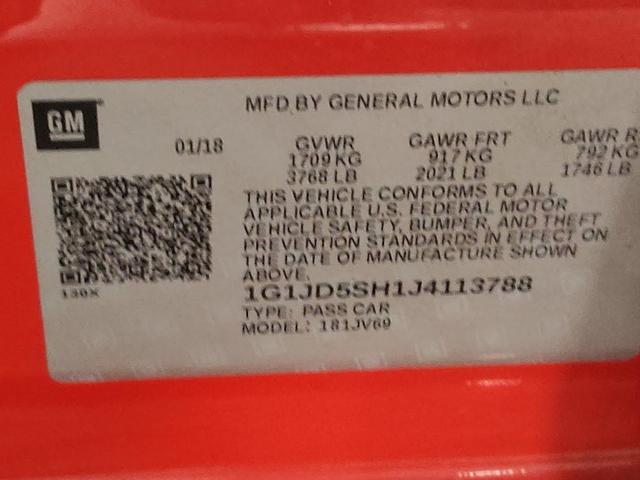 GM
MFD BY GENERAL MOTORS LLC
01/18 GVWR GAWR FRT GAWR R
1709 KG 917 KG 792 KG
3768 LB 2021 LB 1746 LB
THIS VEHICLE CONFORMS TO ALL
APPLICABLE U.S. FEDERAL MOTOR
VEHICLE SAFETY, BUMPER, AND THEFT
PREVENTION STANDARDS IN EFFECT ON
THE DATE OF MANUFACTURE SHOWN
ABOVE.
130X
1G1JD5SH1J4113788
TYPE: PASS CAR
MODEL: 181JV69